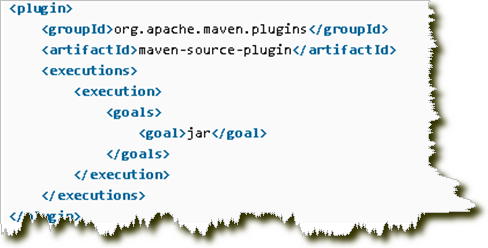 <plugin>
    <groupId>org.apache.maven.plugins</groupId>
    <artifactId>maven-source-plugin</artifactId>
    <executions>
        <execution>
            <goals>
                <goal>jar</goal>
            </goals>
        </execution>
    </executions>
</plugin>